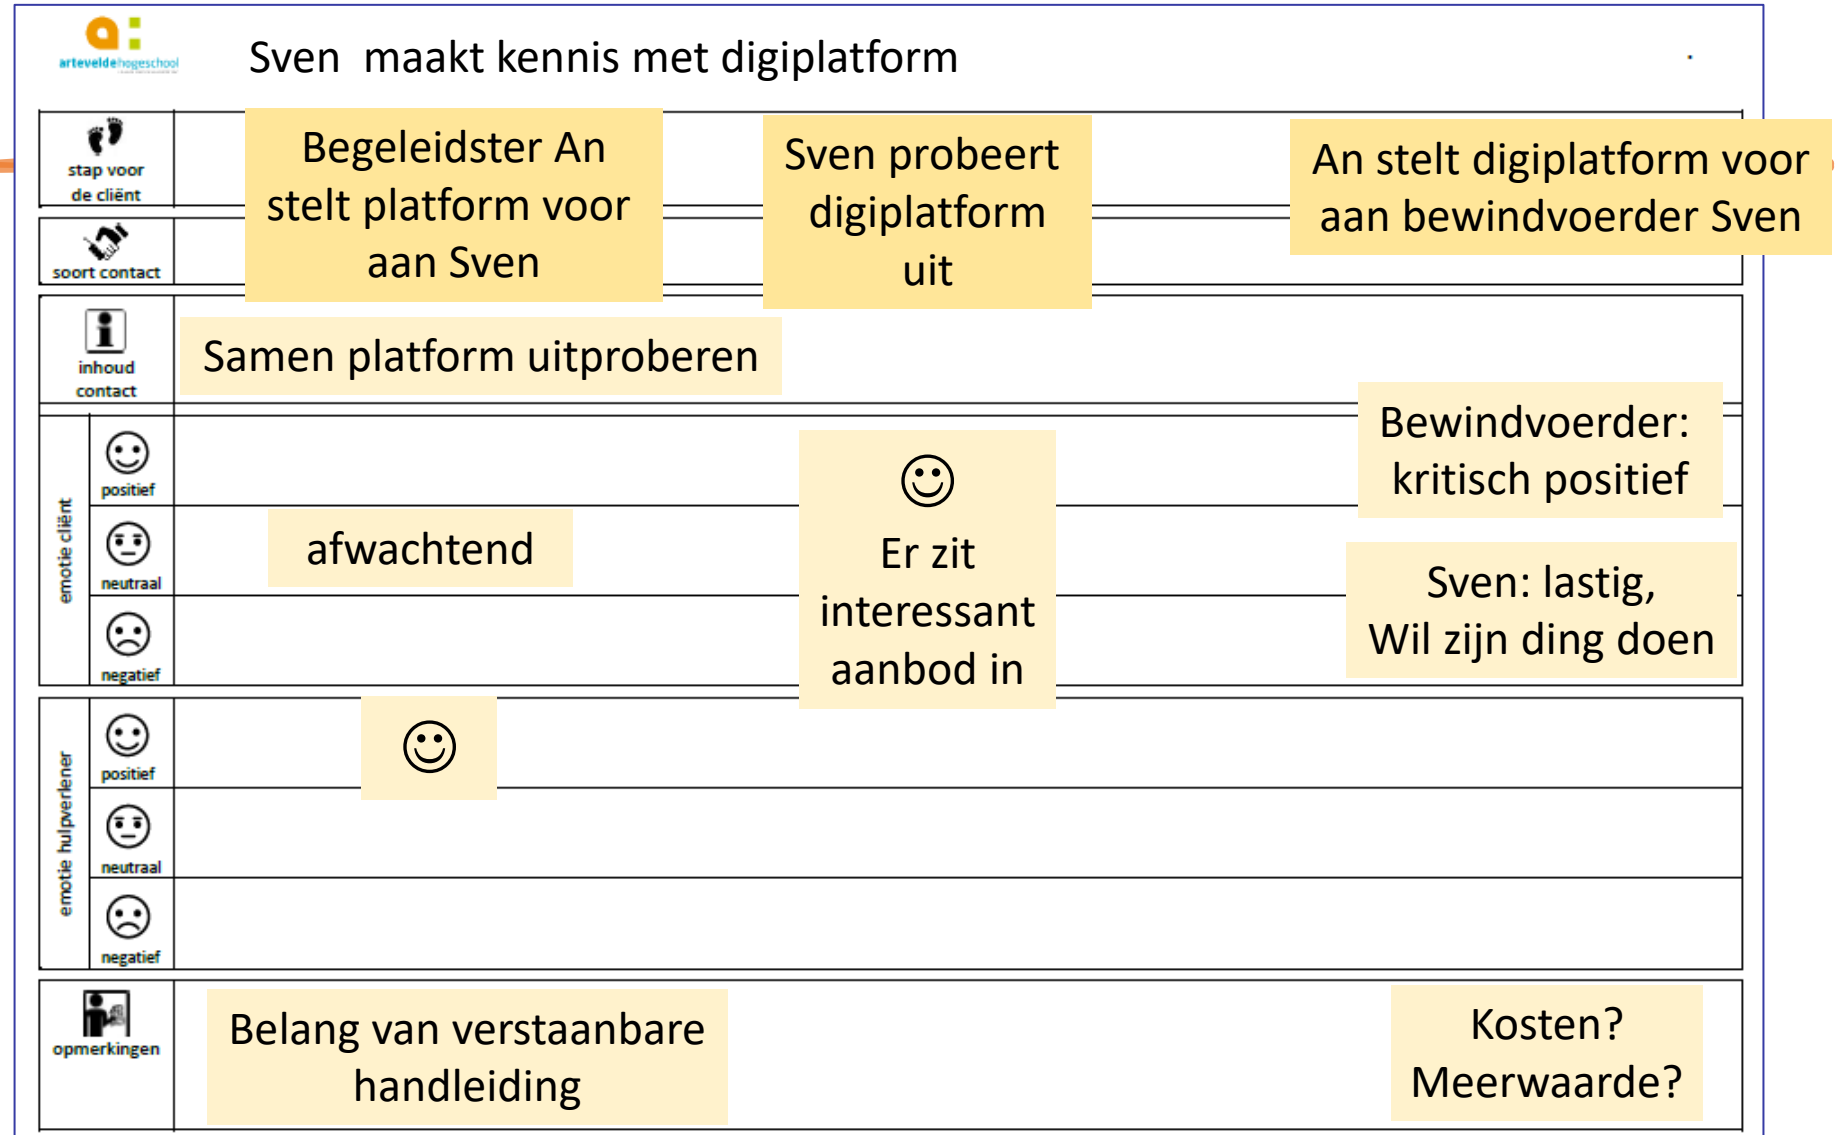 arteveldehogeschool
Sven maakt kennis met digiplatform
stap voor
de cliënt
Begeleidster An
stelt platform voor
aan Sven
Sven probeert
digiplatform
uit
An stelt digiplatform voor
aan bewindvoerder Sven
soort contact
inhoud
contact
Samen platform uitproberen
emotie cliënt
positief
neutraal
negatief
afwachtend
Er zit
interessant
aanbod in
Bewindvoerder:
kritisch positief
Sven: lastig,
Wil zijn ding doen
emotie hulpverlener
positief
neutraal
negatief
opmerkingen
Belang van verstaanbare
handleiding
Kosten?
Meerwaarde?